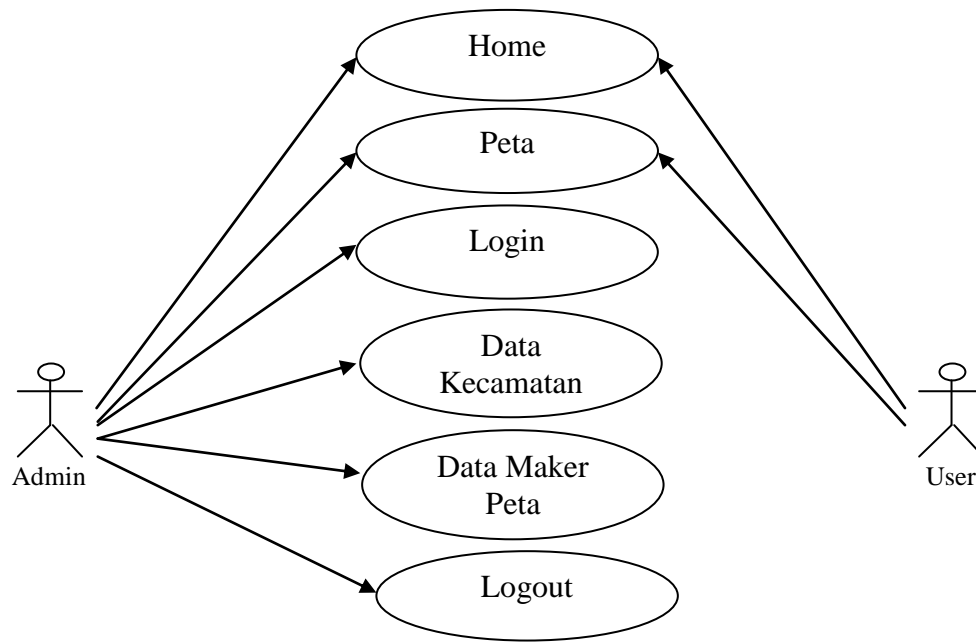 Home
Peta
Login
Data
Kecamatan
Data Maker
Peta
Logout
Admin
User